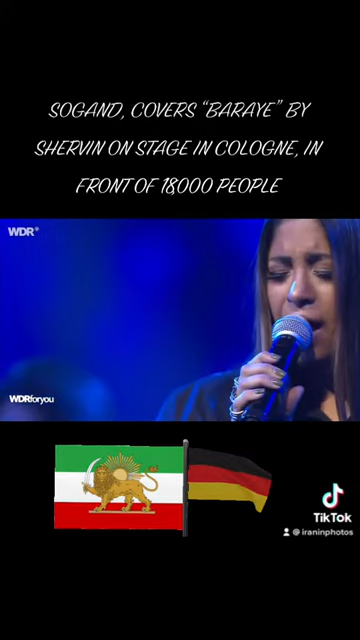 SOGAND, COVERS “BARAYE” BY
SHERVIN ON STAGE IN COLOGNE, IN
FRONT OF 18,000 PEOPLE
WDR®
WDRforyou
TikTok
@iraninphotos